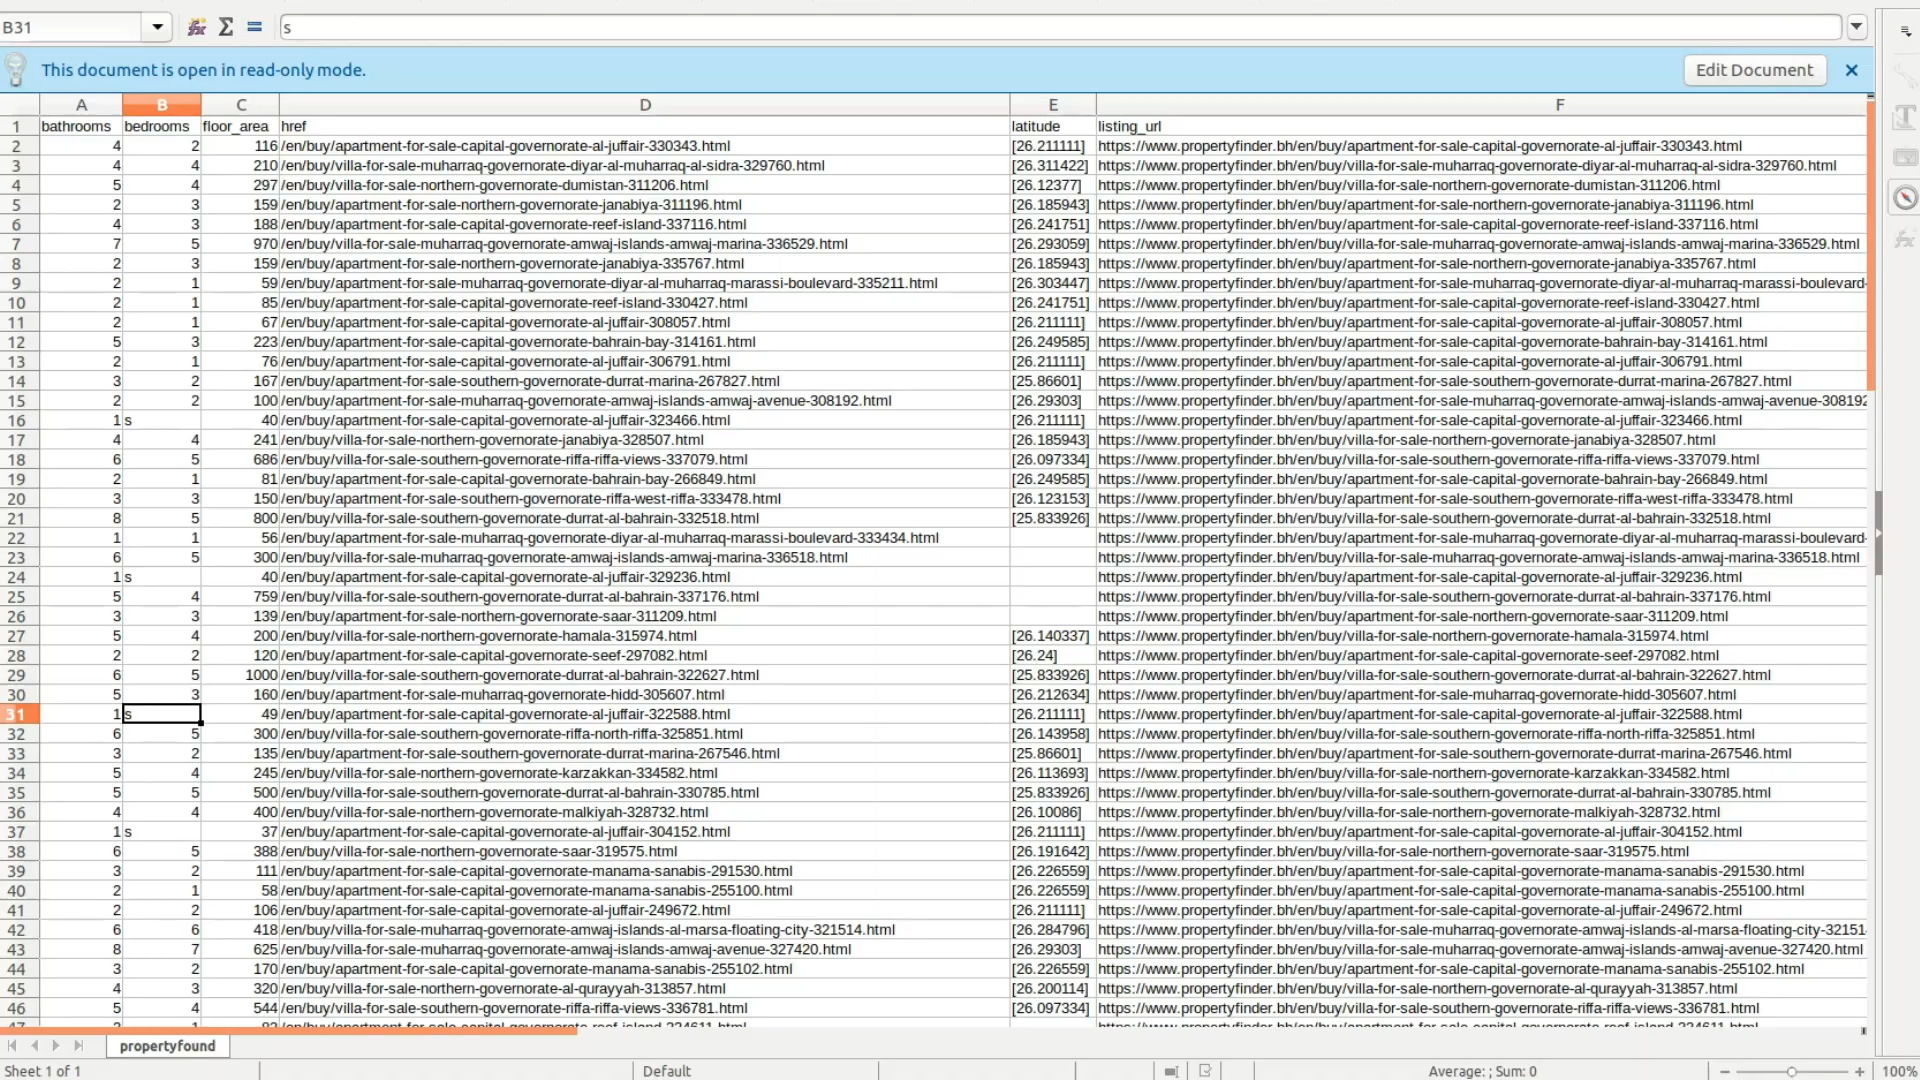 B31 s
This document is open in read-only mode. Edit Document
A B C D E F
1 bathrooms bedrooms floor_area href latitude listing_url
2 4 2 116 /en/buy/apartment-for-sale-capital-governorate-al-juffair-330343.html [26.211111] https://www.propertyfinder.bh/en/buy/apartment-for-sale-capital-governorate-al-juffair-330343.html
3 4 4 210 /en/buy/villa-for-sale-muharraq-governorate-diyar-al-muharraq-al-sidra-329760.html [26.311422] https://www.propertyfinder.bh/en/buy/villa-for-sale-muharraq-governorate-diyar-al-muharraq-al-sidra-329760.html
4 5 4 297 /en/buy/villa-for-sale-northern-governorate-dumistan-311206.html [26.12377] https://www.propertyfinder.bh/en/buy/villa-for-sale-northern-governorate-dumistan-311206.html
5 2 3 159 /en/buy/apartment-for-sale-northern-governorate-janabiya-311196.html [26.185943] https://www.propertyfinder.bh/en/buy/apartment-for-sale-northern-governorate-janabiya-311196.html
6 4 3 188 /en/buy/apartment-for-sale-capital-governorate-reef-island-337116.html [26.241751] https://www.propertyfinder.bh/en/buy/apartment-for-sale-capital-governorate-reef-island-337116.html
7 7 5 970 /en/buy/villa-for-sale-muharraq-governorate-amwaj-islands-amwaj-marina-336529.html [26.293059] https://www.propertyfinder.bh/en/buy/villa-for-sale-muharraq-governorate-amwaj-islands-amwaj-marina-336529.html
8 2 3 159 /en/buy/apartment-for-sale-northern-governorate-janabiya-335767.html [26.185943] https://www.propertyfinder.bh/en/buy/apartment-for-sale-northern-governorate-janabiya-335767.html
9 2 1 59 /en/buy/apartment-for-sale-muharraq-governorate-diyar-al-muharraq-marassi-boulevard-335211.html [26.303447] https://www.propertyfinder.bh/en/buy/apartment-for-sale-muharraq-governorate-diyar-al-muharraq-marassi-boulevard-
10 2 1 85 /en/buy/apartment-for-sale-capital-governorate-reef-island-330427.html [26.241751] https://www.propertyfinder.bh/en/buy/apartment-for-sale-capital-governorate-reef-island-330427.html
11 2 1 67 /en/buy/apartment-for-sale-capital-governorate-al-juffair-308057.html [26.211111] https://www.propertyfinder.bh/en/buy/apartment-for-sale-capital-governorate-al-juffair-308057.html
12 5 3 223 /en/buy/apartment-for-sale-capital-governorate-bahrain-bay-314161.html [26.249585] https://www.propertyfinder.bh/en/buy/apartment-for-sale-capital-governorate-bahrain-bay-314161.html
13 2 1 76 /en/buy/apartment-for-sale-capital-governorate-al-juffair-306791.html [26.211111] https://www.propertyfinder.bh/en/buy/apartment-for-sale-capital-governorate-al-juffair-306791.html
14 3 2 167 /en/buy/apartment-for-sale-southern-governorate-durrat-marina-267827.html [25.86601] https://www.propertyfinder.bh/en/buy/apartment-for-sale-southern-governorate-durrat-marina-267827.html
15 2 2 100 /en/buy/apartment-for-sale-muharraq-governorate-amwaj-islands-amwaj-avenue-308192.html [26.29303] https://www.propertyfinder.bh/en/buy/apartment-for-sale-muharraq-governorate-amwaj-islands-amwaj-avenue-308192
16 1 s 40 /en/buy/apartment-for-sale-capital-governorate-al-juffair-323466.html [26.211111] https://www.propertyfinder.bh/en/buy/apartment-for-sale-capital-governorate-al-juffair-323466.html
17 4 4 241 /en/buy/villa-for-sale-northern-governorate-janabiya-328507.html [26.185943] https://www.propertyfinder.bh/en/buy/villa-for-sale-northern-governorate-janabiya-328507.html
18 6 5 686 /en/buy/villa-for-sale-southern-governorate-riffa-riffa-views-337079.html [26.097334] https://www.propertyfinder.bh/en/buy/villa-for-sale-southern-governorate-riffa-riffa-views-337079.html
19 2 1 81 /en/buy/apartment-for-sale-capital-governorate-bahrain-bay-266849.html [26.249585] https://www.propertyfinder.bh/en/buy/apartment-for-sale-capital-governorate-bahrain-bay-266849.html
20 3 3 150 /en/buy/apartment-for-sale-southern-governorate-riffa-west-riffa-333478.html [26.123153] https://www.propertyfinder.bh/en/buy/apartment-for-sale-southern-governorate-riffa-west-riffa-333478.html
21 8 5 800 /en/buy/villa-for-sale-southern-governorate-durrat-al-bahrain-332518.html [25.833926] https://www.propertyfinder.bh/en/buy/villa-for-sale-southern-governorate-durrat-al-bahrain-332518.html
22 1 1 56 /en/buy/apartment-for-sale-muharraq-governorate-diyar-al-muharraq-marassi-boulevard-333434.html https://www.propertyfinder.bh/en/buy/apartment-for-sale-muharraq-governorate-diyar-al-muharraq-marassi-boulevard-
23 6 5 300 /en/buy/villa-for-sale-muharraq-governorate-amwaj-islands-amwaj-marina-336518.html https://www.propertyfinder.bh/en/buy/villa-for-sale-muharraq-governorate-amwaj-islands-amwaj-marina-336518.html
24 1 s 40 /en/buy/apartment-for-sale-capital-governorate-al-juffair-329236.html https://www.propertyfinder.bh/en/buy/apartment-for-sale-capital-governorate-al-juffair-329236.html
25 5 4 759 /en/buy/villa-for-sale-southern-governorate-durrat-al-bahrain-337176.html https://www.propertyfinder.bh/en/buy/villa-for-sale-southern-governorate-durrat-al-bahrain-337176.html
26 3 3 139 /en/buy/apartment-for-sale-northern-governorate-saar-311209.html https://www.propertyfinder.bh/en/buy/apartment-for-sale-northern-governorate-saar-311209.html
27 5 4 200 /en/buy/villa-for-sale-northern-governorate-hamala-315974.html [26.140337] https://www.propertyfinder.bh/en/buy/villa-for-sale-northern-governorate-hamala-315974.html
28 2 2 120 /en/buy/apartment-for-sale-capital-governorate-seef-297082.html [26.24] https://www.propertyfinder.bh/en/buy/apartment-for-sale-capital-governorate-seef-297082.html
29 6 5 1000 /en/buy/villa-for-sale-southern-governorate-durrat-al-bahrain-322627.html [25.833926] https://www.propertyfinder.bh/en/buy/villa-for-sale-southern-governorate-durrat-al-bahrain-322627.html
30 5 3 160 /en/buy/apartment-for-sale-muharraq-governorate-hidd-305607.html [26.212634] https://www.propertyfinder.bh/en/buy/apartment-for-sale-muharraq-governorate-hidd-305607.html
31 1 s 49 /en/buy/apartment-for-sale-capital-governorate-al-juffair-322588.html [26.211111] https://www.propertyfinder.bh/en/buy/apartment-for-sale-capital-governorate-al-juffair-322588.html
32 6 5 300 /en/buy/villa-for-sale-southern-governorate-riffa-north-riffa-325851.html [26.143958] https://www.propertyfinder.bh/en/buy/villa-for-sale-southern-governorate-riffa-north-riffa-325851.html
33 3 2 135 /en/buy/apartment-for-sale-southern-governorate-durrat-marina-267546.html [25.86601] https://www.propertyfinder.bh/en/buy/apartment-for-sale-southern-governorate-durrat-marina-267546.html
34 5 4 245 /en/buy/villa-for-sale-northern-governorate-karzakkan-334582.html [26.113693] https://www.propertyfinder.bh/en/buy/villa-for-sale-northern-governorate-karzakkan-334582.html
35 5 5 500 /en/buy/villa-for-sale-southern-governorate-durrat-al-bahrain-330785.html [25.833926] https://www.propertyfinder.bh/en/buy/villa-for-sale-southern-governorate-durrat-al-bahrain-330785.html
36 4 4 400 /en/buy/villa-for-sale-northern-governorate-malkiyah-328732.html [26.10086] https://www.propertyfinder.bh/en/buy/villa-for-sale-northern-governorate-malkiyah-328732.html
37 1 s 37 /en/buy/apartment-for-sale-capital-governorate-al-juffair-304152.html [26.211111] https://www.propertyfinder.bh/en/buy/apartment-for-sale-capital-governorate-al-juffair-304152.html
38 6 5 388 /en/buy/villa-for-sale-northern-governorate-saar-319575.html [26.191642] https://www.propertyfinder.bh/en/buy/villa-for-sale-northern-governorate-saar-319575.html
39 3 2 111 /en/buy/apartment-for-sale-capital-governorate-manama-sanabis-291530.html [26.226559] https://www.propertyfinder.bh/en/buy/apartment-for-sale-capital-governorate-manama-sanabis-291530.html
40 2 1 58 /en/buy/apartment-for-sale-capital-governorate-manama-sanabis-255100.html [26.226559] https://www.propertyfinder.bh/en/buy/apartment-for-sale-capital-governorate-manama-sanabis-255100.html
41 2 2 106 /en/buy/apartment-for-sale-capital-governorate-al-juffair-249672.html [26.211111] https://www.propertyfinder.bh/en/buy/apartment-for-sale-capital-governorate-al-juffair-249672.html
42 6 6 418 /en/buy/villa-for-sale-muharraq-governorate-amwaj-islands-al-marsa-floating-city-321514.html [26.284796] https://www.propertyfinder.bh/en/buy/villa-for-sale-muharraq-governorate-amwaj-islands-al-marsa-floating-city-32151
43 8 7 625 /en/buy/villa-for-sale-muharraq-governorate-amwaj-islands-amwaj-avenue-327420.html [26.29303] https://www.propertyfinder.bh/en/buy/villa-for-sale-muharraq-governorate-amwaj-islands-amwaj-avenue-327420.html
44 3 2 170 /en/buy/apartment-for-sale-capital-governorate-manama-sanabis-255102.html [26.226559] https://www.propertyfinder.bh/en/buy/apartment-for-sale-capital-governorate-manama-sanabis-255102.html
45 4 3 320 /en/buy/villa-for-sale-northern-governorate-al-qurayyah-313857.html [26.200114] https://www.propertyfinder.bh/en/buy/villa-for-sale-northern-governorate-al-qurayyah-313857.html
46 5 4 544 /en/buy/villa-for-sale-southern-governorate-riffa-riffa-views-336781.html [26.097334] https://www.propertyfinder.bh/en/buy/villa-for-sale-southern-governorate-riffa-riffa-views-336781.html
propertyfound
Sheet 1 of 1 Default Average: ; Sum: 0 100%